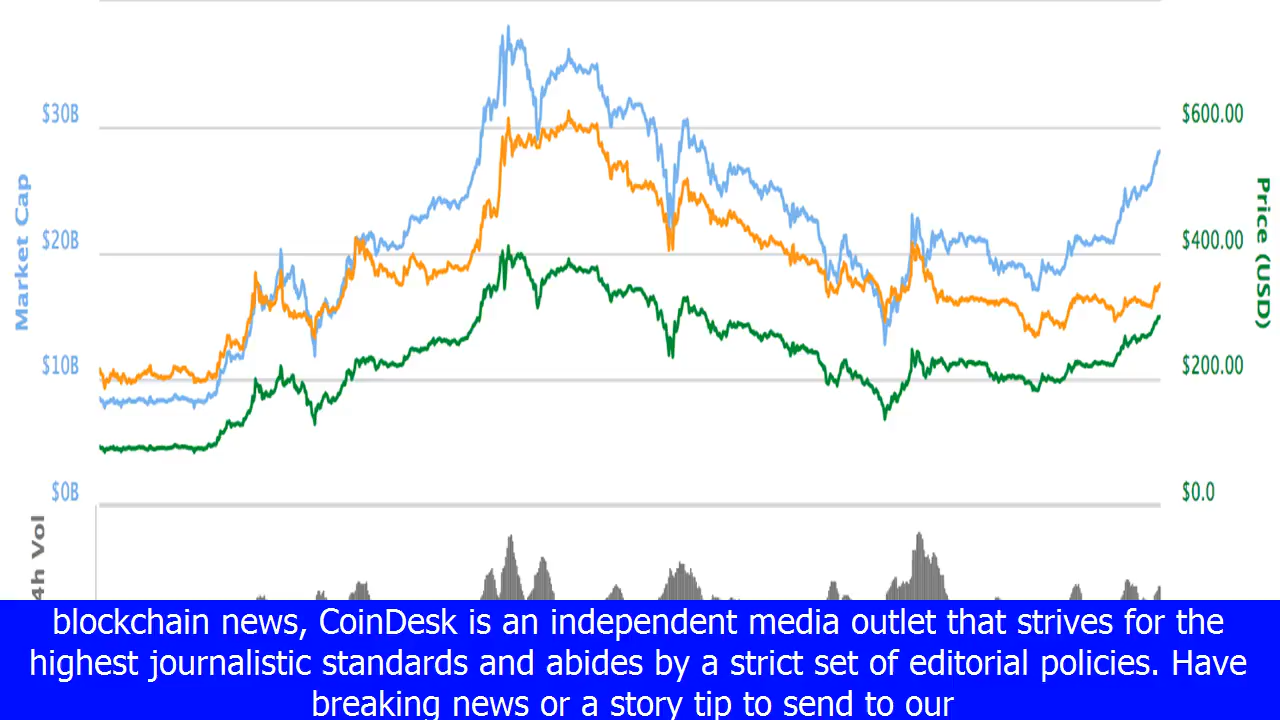 $30B
$20B
$10B
$0B
Market Cap
4h Vol
$600.00
$400.00
$200.00
$0.0
Price (USD)
blockchain news, CoinDesk is an independent media outlet that strives for the
highest journalistic standards and abides by a strict set of editorial policies. Have
breaking news or a story tip to send to our